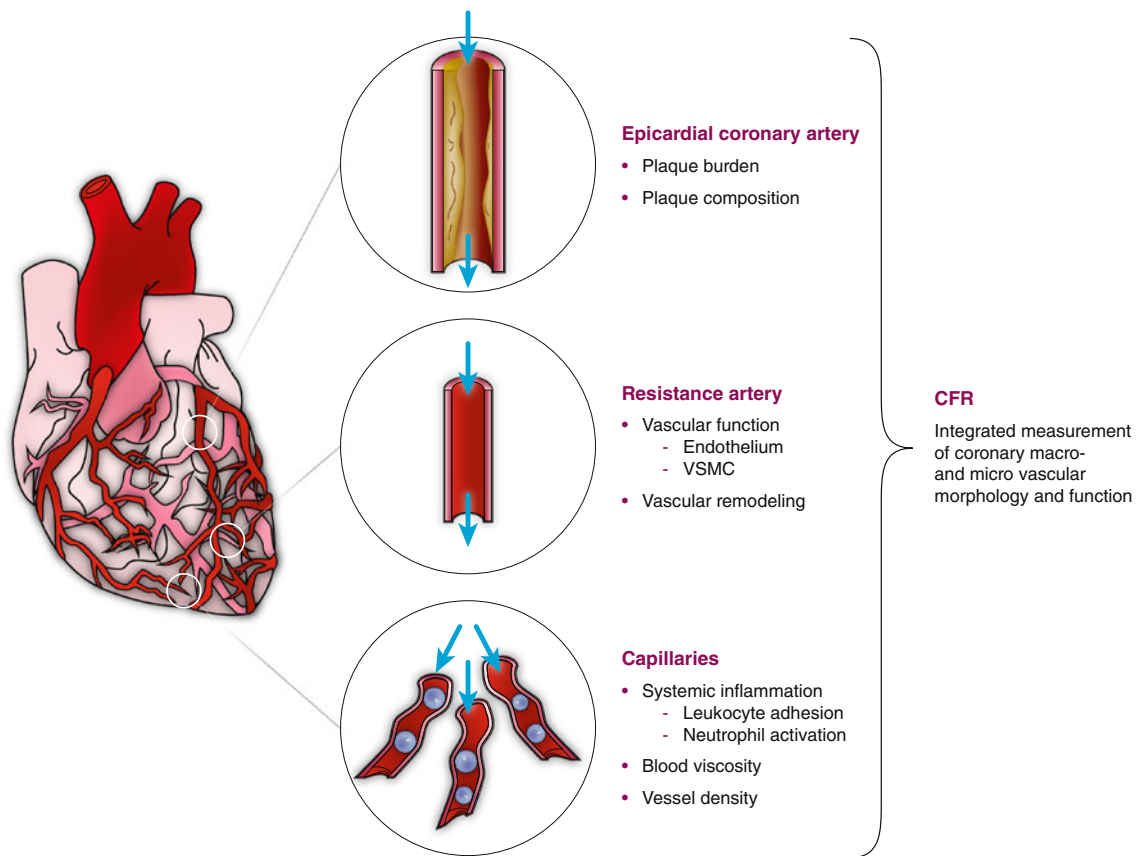 Epicardial coronary artery
• Plaque burden
• Plaque composition
Resistance artery
• Vascular function
- Endothelium
- VSMC
• Vascular remodeling
Capillaries
• Systemic inflammation
- Leukocyte adhesion
- Neutrophil activation
• Blood viscosity
• Vessel density
CFR
Integrated measurement
of coronary macro-
and micro vascular
morphology and function